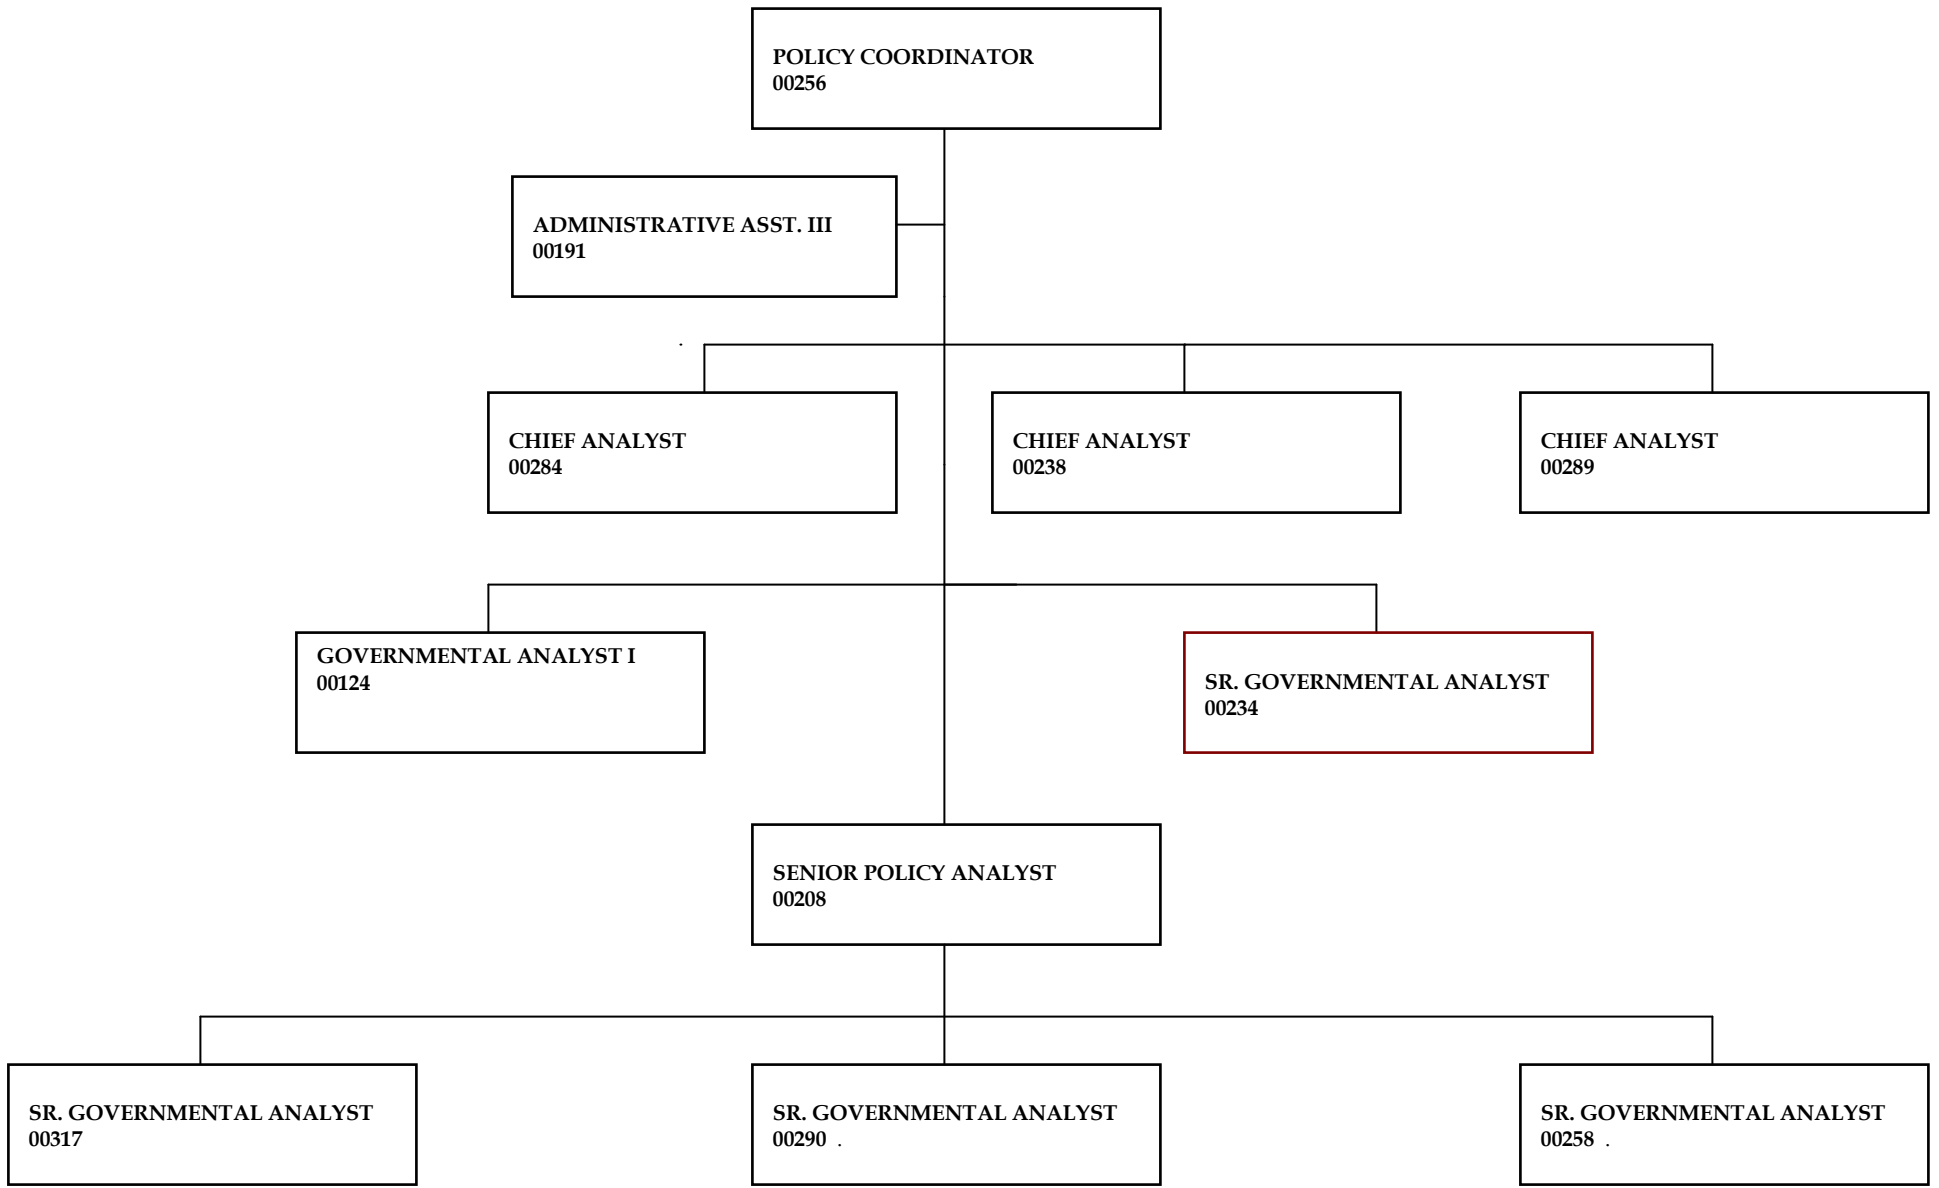 POLICY COORDINATOR
00256
ADMINISTRATIVE ASST. III
00191
CHIEF ANALYST
00284
CHIEF ANALYST
00238
CHIEF ANALYST
00289
GOVERNMENTAL ANALYST I
00124
SR. GOVERNMENTAL ANALYST
00234
SENIOR POLICY ANALYST
00208
SR. GOVERNMENTAL ANALYST
00317
SR. GOVERNMENTAL ANALYST
00290 .
SR. GOVERNMENTAL ANALYST
00258 .